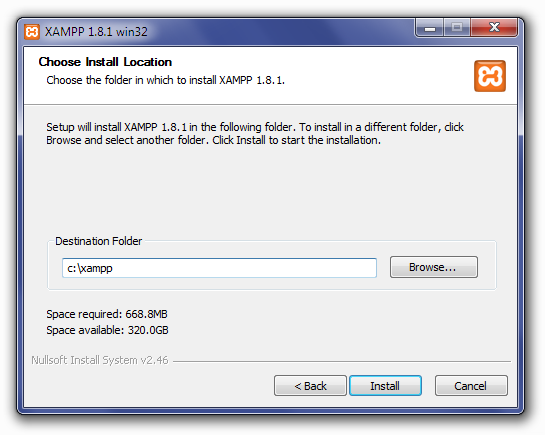 XAMPP 1.8.1 win32
Choose Install Location
Choose the folder in which to install XAMPP 1.8.1.
Setup will install XAMPP 1.8.1 in the following folder. To install in a different folder, click
Browse and select another folder. Click Install to start the installation.
Destination Folder
c:\xampp
Browse...
Space required: 668.8MB
Space available: 320.0GB
Nullsoft Install System v2.46
< Back
Install
Cancel